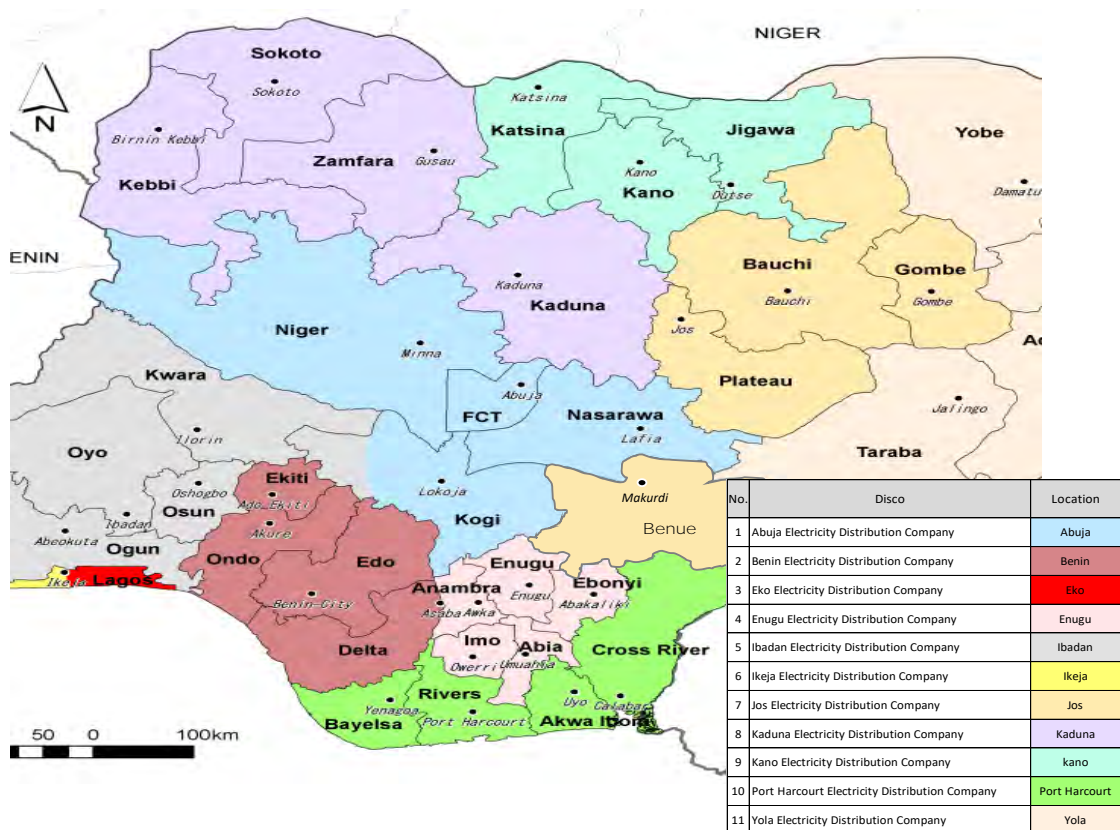 NIGER
Sokoto
Sokoto
Katsina
N
Birnin Kebbi
Katsina
Jigawa
Yobe
Zamfara
Gusau
Kano
Kebbi
Kano
Dutse
Damatu
ENIN
Bauchi
Gombe
Kaduna
Bauchi
Gombe
Kaduna
Niger
Jos
Minna
Ad
Kwara
Plateau
Abuja
FCT
Nasarawa
Jalingo
Ilorin
Lafia
Oyo
Taraba
Ekiti
Oshogbo
Lokoja
Makurdi
Ado Ekiti
Osun
Ibadan
Kogi
Akure
Benue
Abeokuta
Ogun
Ondo
Edo
Enugu
Ikeja
Lagos
Anambra
Enugu
Ebonyi
Benin-City
Asaba
Awka
Abakaliki
Imo
Abia
Delta
Cross River
Owerri
Umuahia
Rivers
Uyo
Calabar
Yenagoa
Bayelsa
Port Harcourt
Akwa Ibom
50 0 100km
No. Disco Location
1 Abuja Electricity Distribution Company Abuja
2 Benin Electricity Distribution Company Benin
3 Eko Electricity Distribution Company Eko
4 Enugu Electricity Distribution Company Enugu
5 Ibadan Electricity Distribution Company Ibadan
6 Ikeja Electricity Distribution Company Ikeja
7 Jos Electricity Distribution Company Jos
8 Kaduna Electricity Distribution Company Kaduna
9 Kano Electricity Distribution Company kano
10 Port Harcourt Electricity Distribution Company Port Harcourt
11 Yola Electricity Distribution Company Yola